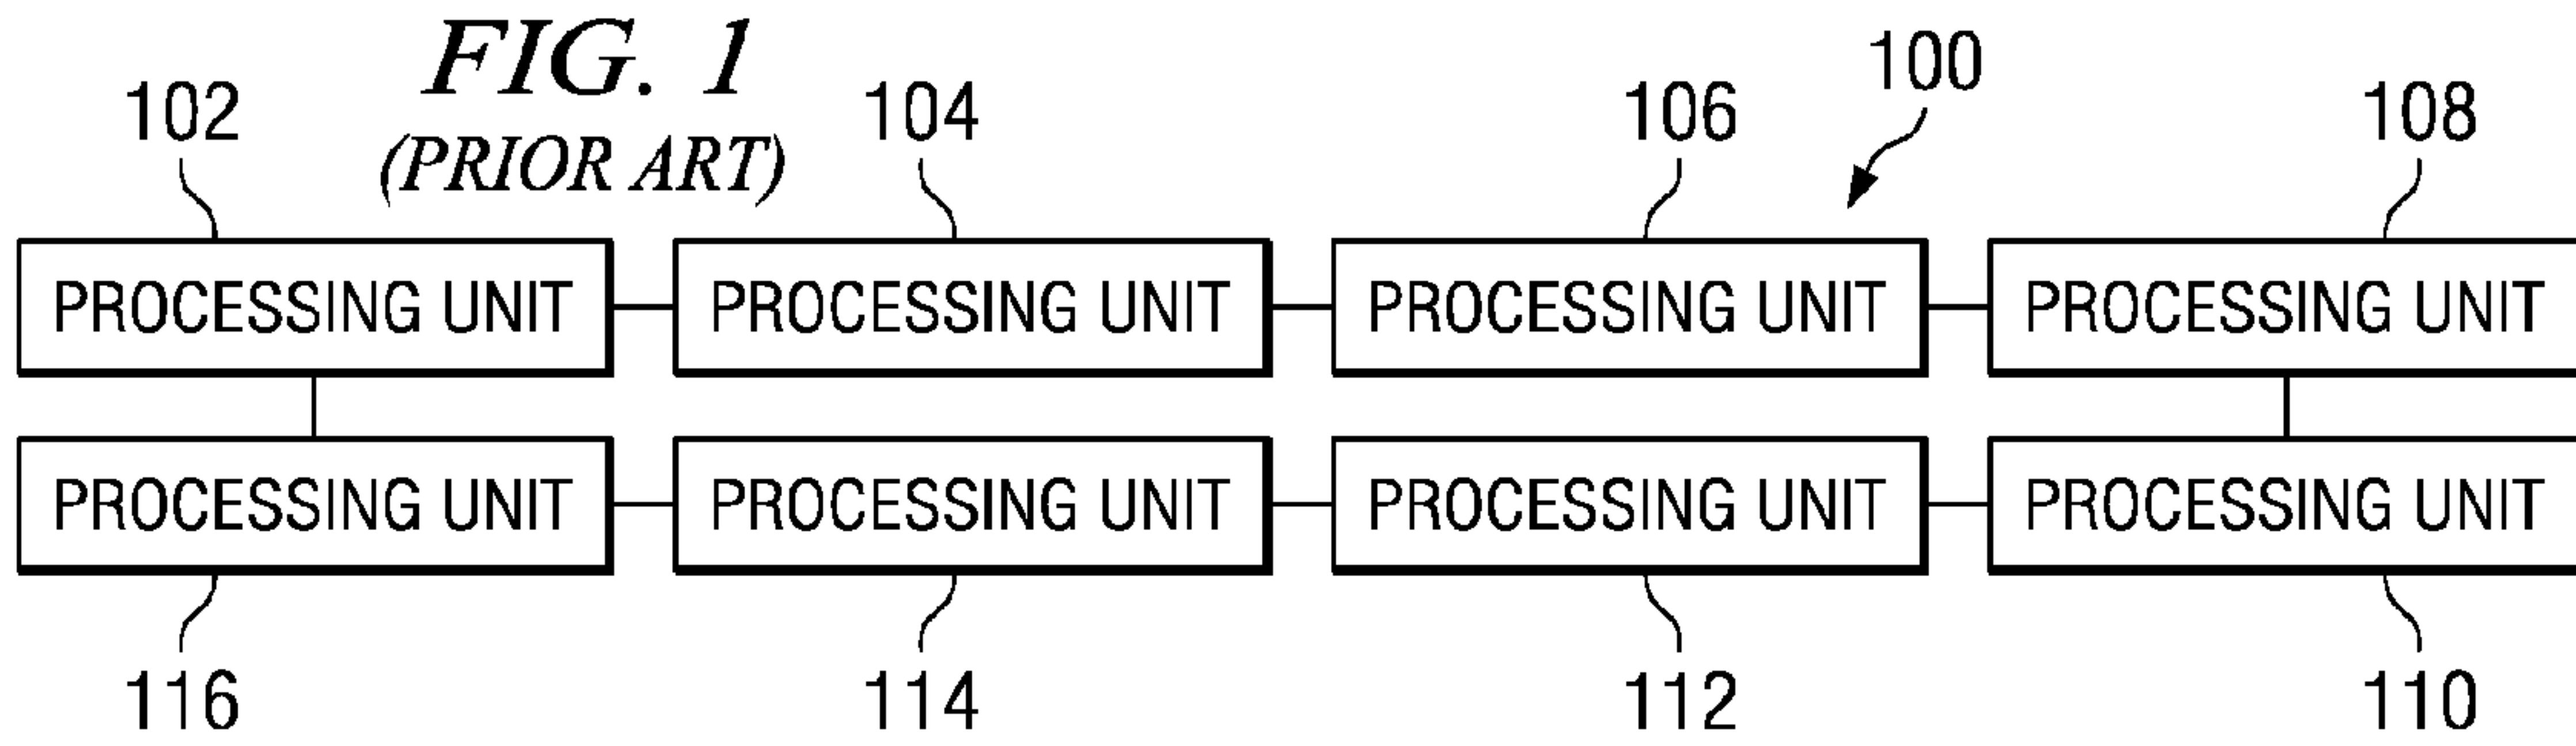 FIG. 1
(PRIOR ART)
100
102
104
106
108
PROCESSING UNIT
PROCESSING UNIT
PROCESSING UNIT
PROCESSING UNIT
PROCESSING UNIT
PROCESSING UNIT
PROCESSING UNIT
PROCESSING UNIT
116
114
112
110